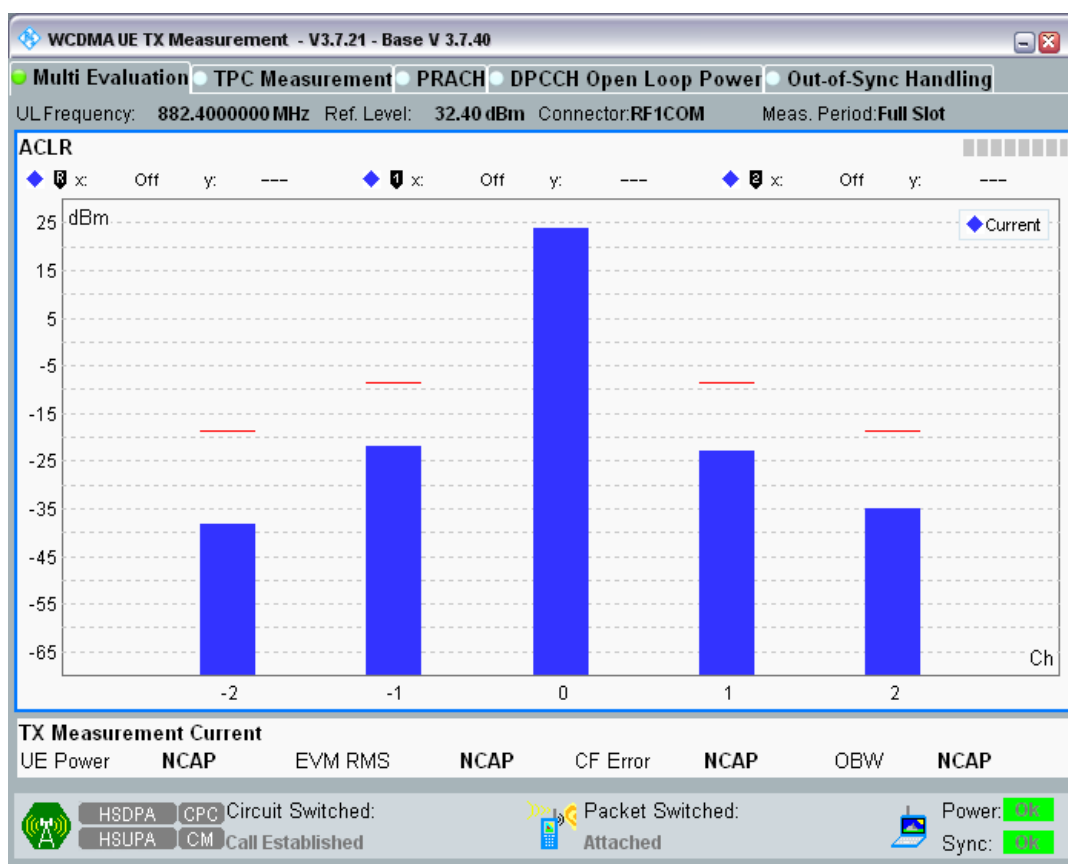 WCDMA UE TX Measurement - V3.7.21 - Base V 3.7.40
Multi Evaluation TPC Measurement PRACH DPCCH Open Loop Power Out-of-Sync Handling
UL Frequency: 882.4000000 MHz Ref. Level: 32.40 dBm Connector:RF1COM Meas. Period:Full Slot
ACLR
R x: Off y: --- 1 x: Off y: --- 2 x: Off y: ---
dBm
Current
25
15
5
-5
-15
-25
-35
-45
-55
-65
Ch
-2 -1 0 1 2
TX Measurement Current
UE Power NCAP EVM RMS NCAP CF Error NCAP OBW NCAP
HSDPA CPC Circuit Switched: Packet Switched: Power: Ok
HSUPA CM Call Established Attached Sync: Ok